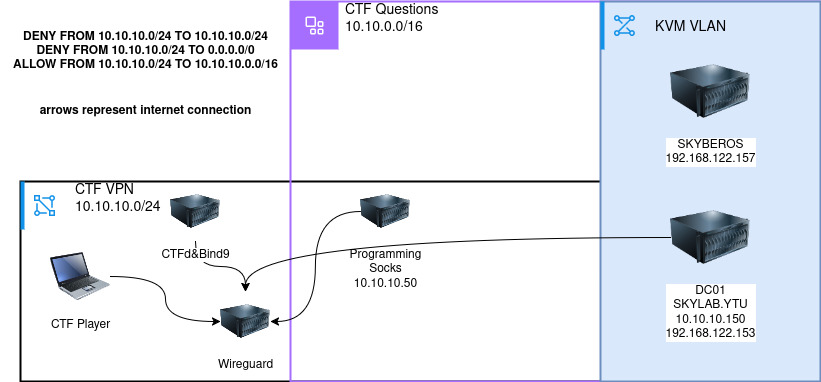 DENY FROM 10.10.10.0/24 TO 10.10.10.0/24
DENY FROM 10.10.10.0/24 TO 0.0.0.0/0
ALLOW FROM 10.10.10.0/24 TO 10.10.10.0.0/16
arrows represent internet connection
CTF Questions
10.10.0.0/16
KVM VLAN
SKYBEROS
192.168.122.157
CTF VPN
10.10.10.0/24
CTFd&Bind9
Programming
Socks
10.10.10.50
CTF Player
Wireguard
DC01
SKYLAB.YTU
10.10.10.150
192.168.122.153